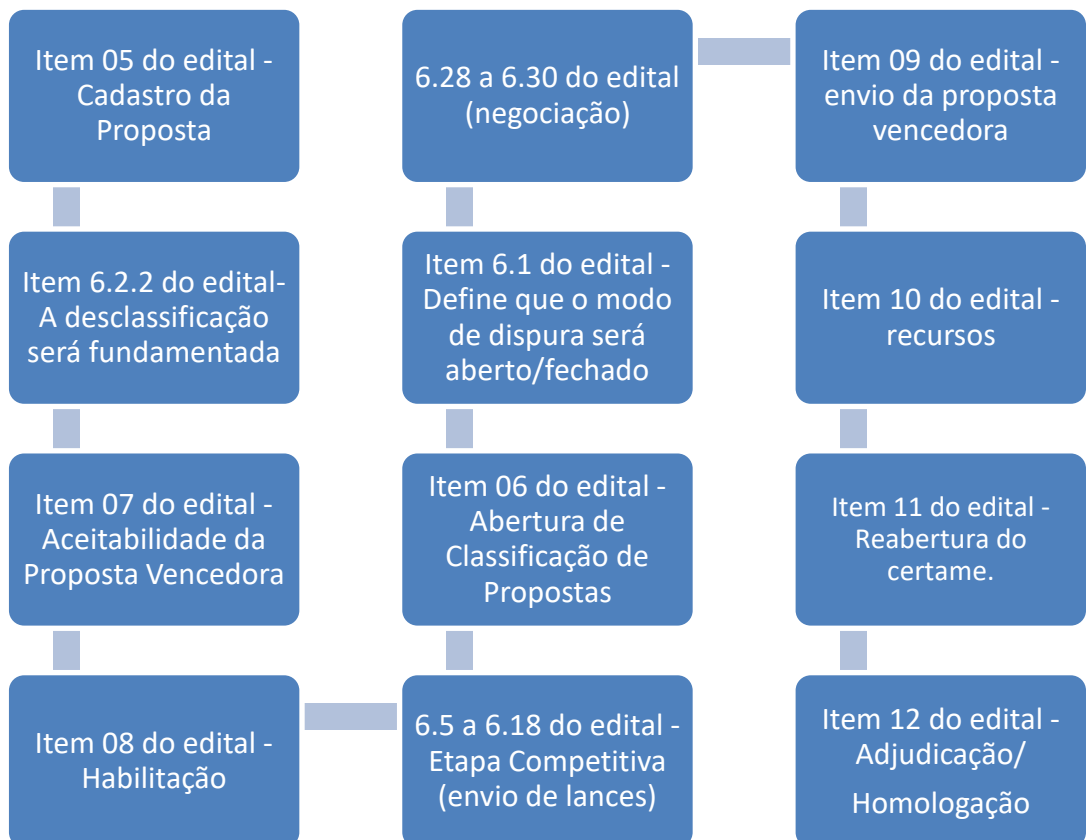 Item 05 do edital -
Cadastro da
Proposta
Item 6.2.2 do edital-
A desclassificação
será fundamentada
Item 07 do edital -
Aceitabilidade da
Proposta Vencedora
Item 08 do edital -
Habilitação
6.5 a 6.18 do edital -
Etapa Competitiva
(envio de lances)
Item 06 do edital -
Abertura de
Classificação de
Propostas
Item 6.1 do edital -
Define que o modo
de dispura será
aberto/fechado
6.28 a 6.30 do edital
(negociação)
Item 09 do edital -
envio da proposta
vencedora
Item 10 do edital -
recursos
Item 11 do edital -
Reabertura do
certame.
Item 12 do edital -
Adjudicação/
Homologação